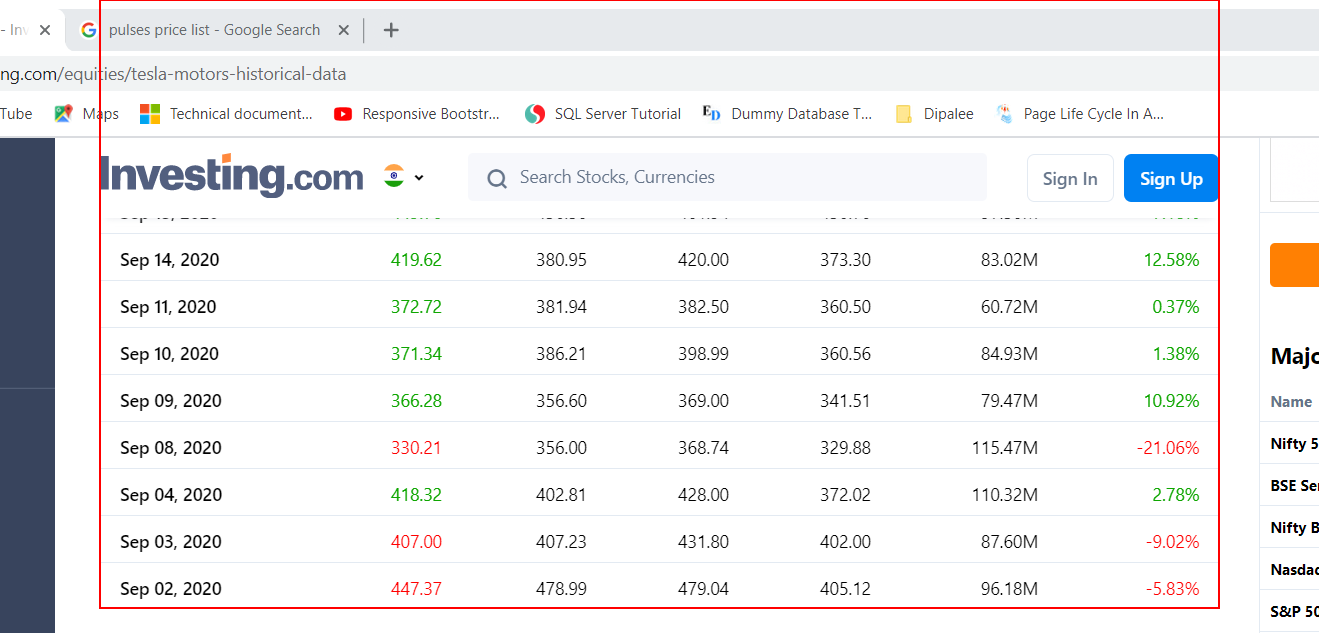 - Inv
pulses price list - Google Search
ng.com/equities/tesla-motors-historical-data
Tube Maps Technical document... Responsive Bootstr... SQL Server Tutorial Dummy Database T... Dipalee Page Life Cycle In A...
Investing.com Search Stocks, Currencies Sign In Sign Up
Sep 14, 2020 419.62 380.95 420.00 373.30 83.02M 12.58%
Sep 11, 2020 372.72 381.94 382.50 360.50 60.72M 0.37%
Sep 10, 2020 371.34 386.21 398.99 360.56 84.93M 1.38%
Sep 09, 2020 366.28 356.60 369.00 341.51 79.47M 10.92%
Sep 08, 2020 330.21 356.00 368.74 329.88 115.47M -21.06%
Sep 04, 2020 418.32 402.81 428.00 372.02 110.32M 2.78%
Sep 03, 2020 407.00 407.23 431.80 402.00 87.60M -9.02%
Sep 02, 2020 447.37 478.99 479.04 405.12 96.18M -5.83%
Majo
Name
Nifty 5
BSE Se
Nifty B
Nasda
S&P 50